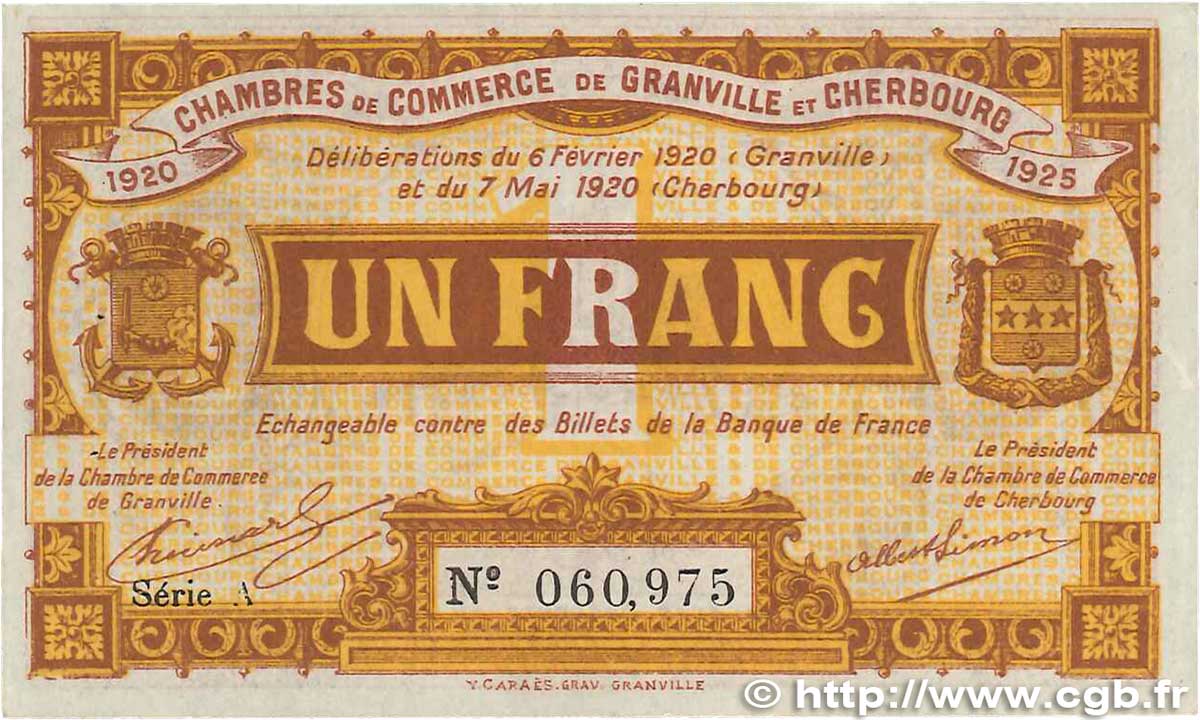 CHAMBRES DE COMMERCE DE GRANVILLE ET CHERBOURG
1920
1925
Délibérations du 6 Février 1920 (Granville)
et du 7 Mai 1920 (Cherbourg)
1
UN FRANC
Echangeable contre des Billets de la Banque de France
Le Président
de la Chambre de Commerce
de Granville
Le Président
de la Chambre de Commerce
de Cherbourg
Albert Simon
Série A
Nº 060,975
Y. CARAËS. GRAV. GRANVILLE
© http://www.cgb.fr